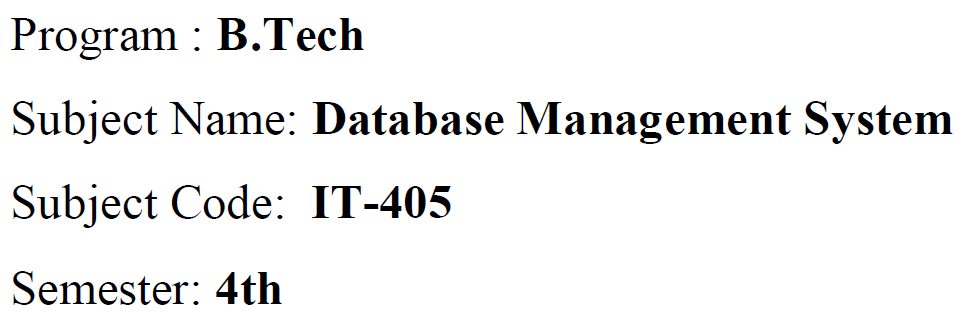 Program : B.Tech
Subject Name: Database Management System
Subject Code: IT-405
Semester: 4th